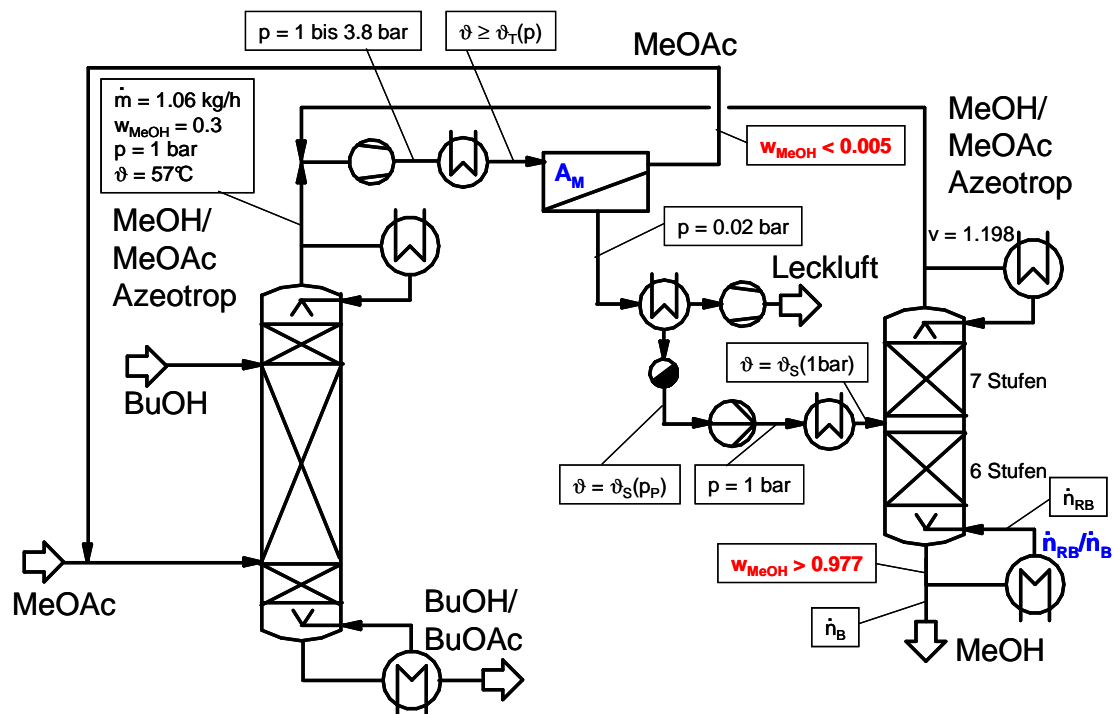 p = 1 bis 3.8 bar
ϑ ≥ ϑT(p)
MeOAc
ṁ = 1.06 kg/h
wMeOH = 0.3
p = 1 bar
ϑ = 57°C
MeOH/
MeOAc
Azeotrop
wMeOH < 0.005
AM
MeOH/
MeOAc
Azeotrop
p = 0.02 bar
v = 1.198
Leckluft
BuOH
ϑ = ϑS(1bar)
7 Stufen
6 Stufen
ϑ = ϑS(pP)
p = 1 bar
ṅRB
ṅRB/ṅB
wMeOH > 0.977
MeOAc
BuOH/
BuOAc
ṅB
MeOH